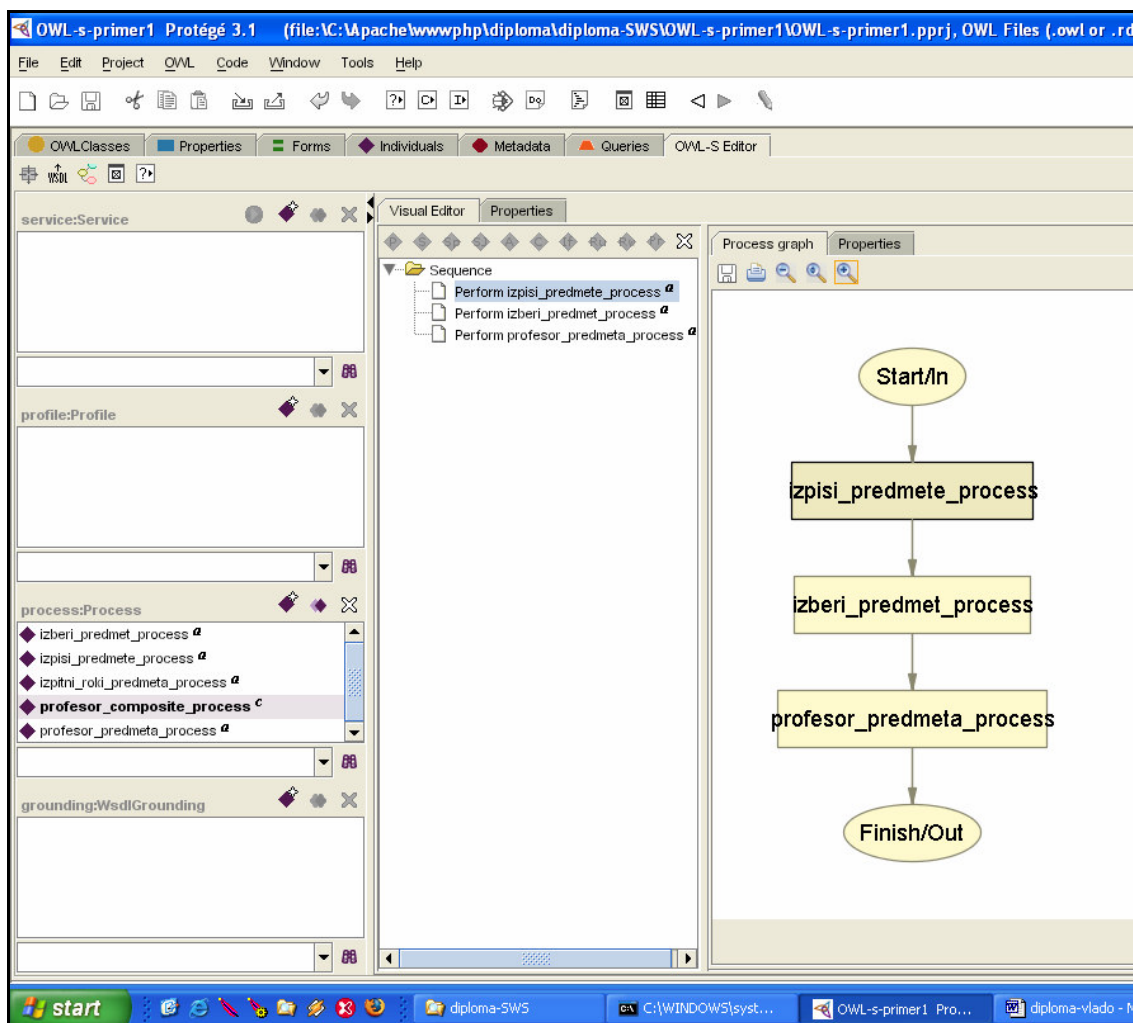 OWL-s-primer1 Protégé 3.1 (file:\C:\Apache\wwwphp\diploma\diploma-SWS\OWL-s-primer1\OWL-s-primer1.pprj, OWL Files (.owl or .rd
File Edit Project OWL Code Window Tools Help
OWLClasses Properties Forms Individuals Metadata Queries OWL-S Editor
WSDL
service:Service
Visual Editor Properties
Process graph Properties
Sequence
Perform izpisi_predmete_process a
Perform izberi_predmet_process a
Perform profesor_predmeta_process a
profile:Profile
process:Process
izberi_predmet_process a
izpisi_predmete_process a
izpitni_roki_predmeta_process a
profesor_composite_process c
profesor_predmeta_process a
grounding:WsdlGrounding
Start/In
izpisi_predmete_process
izberi_predmet_process
profesor_predmeta_process
Finish/Out
start diploma-SWS C:\WINDOWS\syst... OWL-s-primer1 Pro... diploma-vlado - N